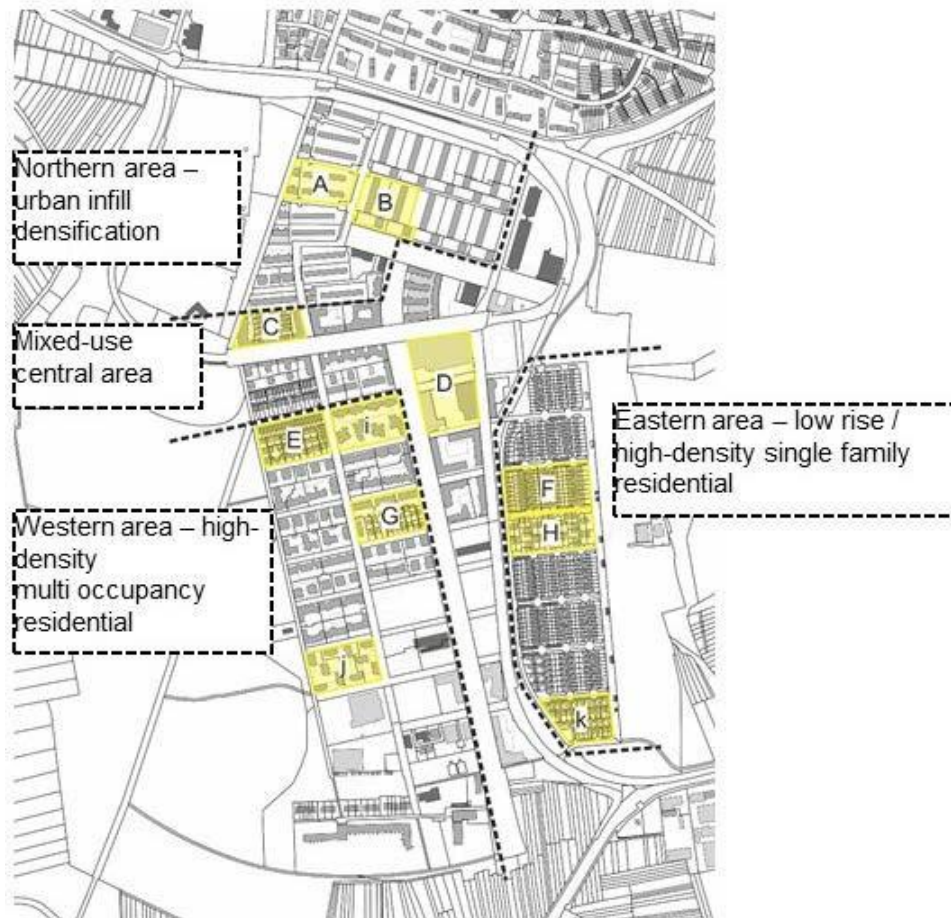 Northern area –
urban infill
densification
A
B
C
Mixed-use
central area
D
E
i
Eastern area – low rise /
high-density single family
residential
F
G
H
Western area – high-
density
multi occupancy
residential
j
k